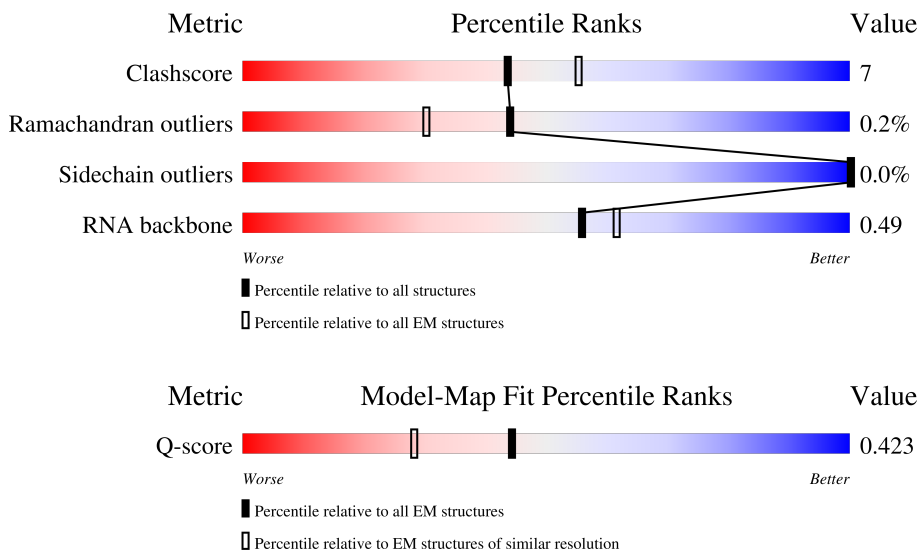 Metric Percentile Ranks Value
Clashscore 7
Ramachandran outliers 0.2%
Sidechain outliers 0.0%
RNA backbone 0.49
Worse Better
Percentile relative to all structures
Percentile relative to all EM structures
Metric Model-Map Fit Percentile Ranks Value
Q-score 0.423
Worse Better
Percentile relative to all EM structures
Percentile relative to EM structures of similar resolution